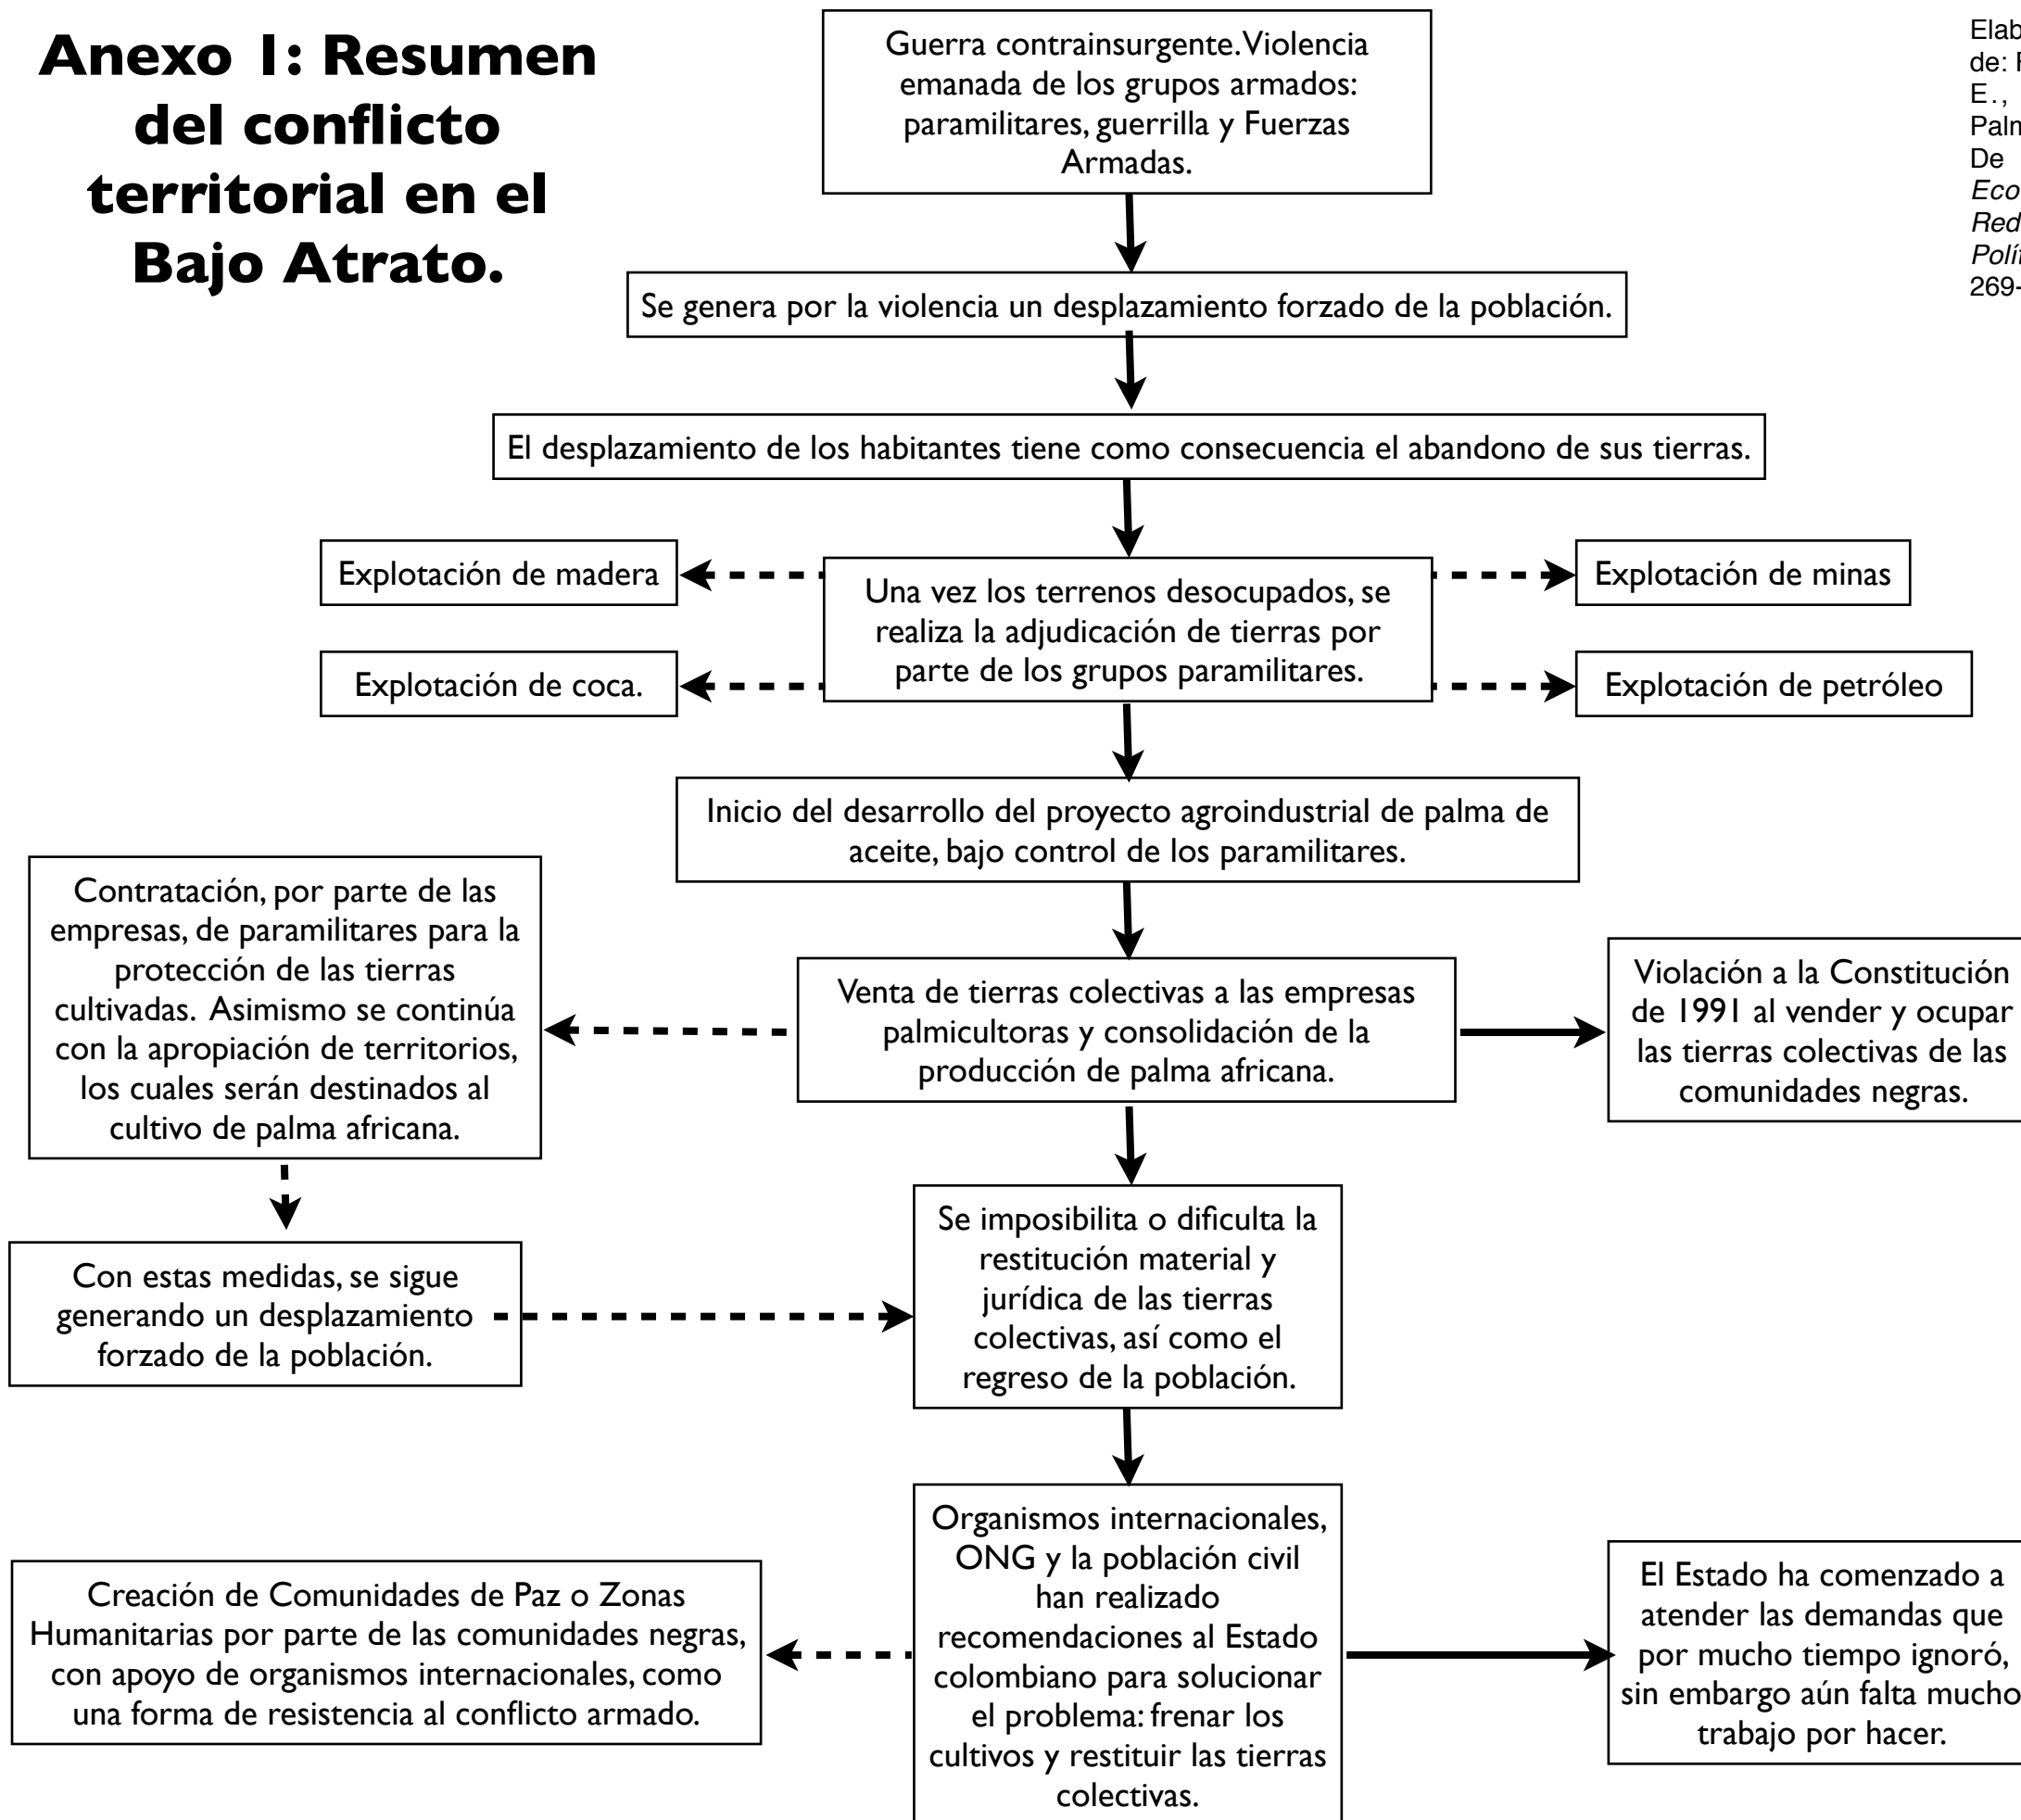 Anexo 1: Resumen
del conflicto
territorial en el
Bajo Atrato.
Guerra contrainsurgente. Violencia
emanada de los grupos armados:
paramilitares, guerrilla y Fuerzas
Armadas.
de:
E.,
De
269-
Se genera por la violencia un desplazamiento forzado de la población.
El desplazamiento de los habitantes tiene como consecuencia el abandono de sus tierras.
Explotación de madera
Una vez los terrenos desocupados, se
realiza la adjudicación de tierras por
parte de los grupos paramilitares.
Explotación de minas
Explotación de coca.
Explotación de petróleo
Inicio del desarrollo del proyecto agroindustrial de palma de
aceite, bajo control de los paramilitares.
Contratación, por parte de las
empresas, de paramilitares para la
protección de las tierras
cultivadas. Asimismo se continúa
con la apropiación de territorios,
los cuales serán destinados al
cultivo de palma africana.
Venta de tierras colectivas a las empresas
palmicultoras y consolidación de la
producción de palma africana.
Violación a la Constitución
de 1991 al vender y ocupar
las tierras colectivas de las
comunidades negras.
Con estas medidas, se sigue
generando un desplazamiento
forzado de la población.
Se imposibilita o dificulta la
restitución material y
jurídica de las tierras
colectivas, así como el
regreso de la población.
Creación de Comunidades de Paz o Zonas
Humanitarias por parte de las comunidades negras,
con apoyo de organismos internacionales, como
una forma de resistencia al conflicto armado.
Organismos internacionales,
ONG y la población civil
han realizado
recomendaciones al Estado
colombiano para solucionar
el problema: frenar los
cultivos y restituir las tierras
colectivas.
El Estado ha comenzado a
atender las demandas que
por mucho tiempo ignoró,
sin embargo aún falta mucho
trabajo por hacer.